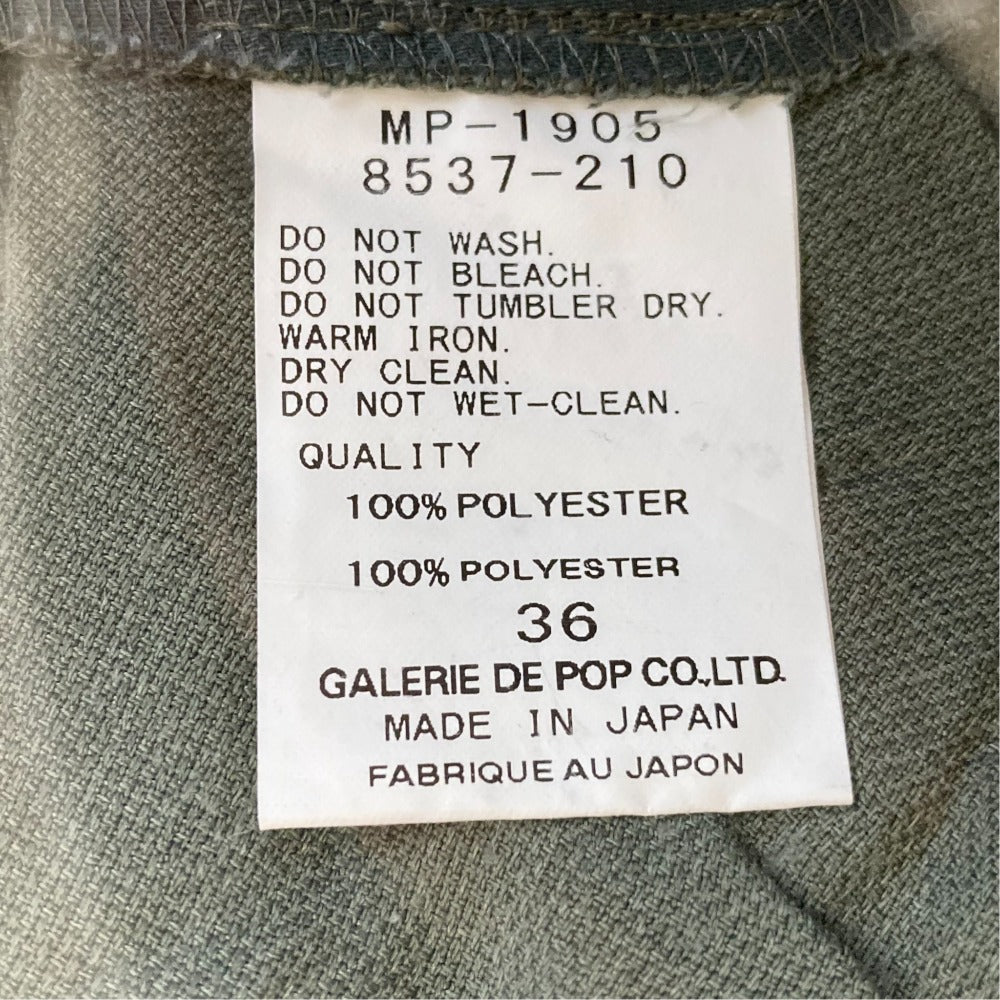 MP-1905
8537-210
DO NOT WASH.
DO NOT BLEACH.
DO NOT TUMBLER DRY.
WARM IRON.
DRY CLEAN.
DO NOT WET-CLEAN.
QUALITY
100% POLYESTER
100% POLYESTER
36
GALERIE DE POP CO.,LTD.
MADE IN JAPAN
FABRIQUE AU JAPON